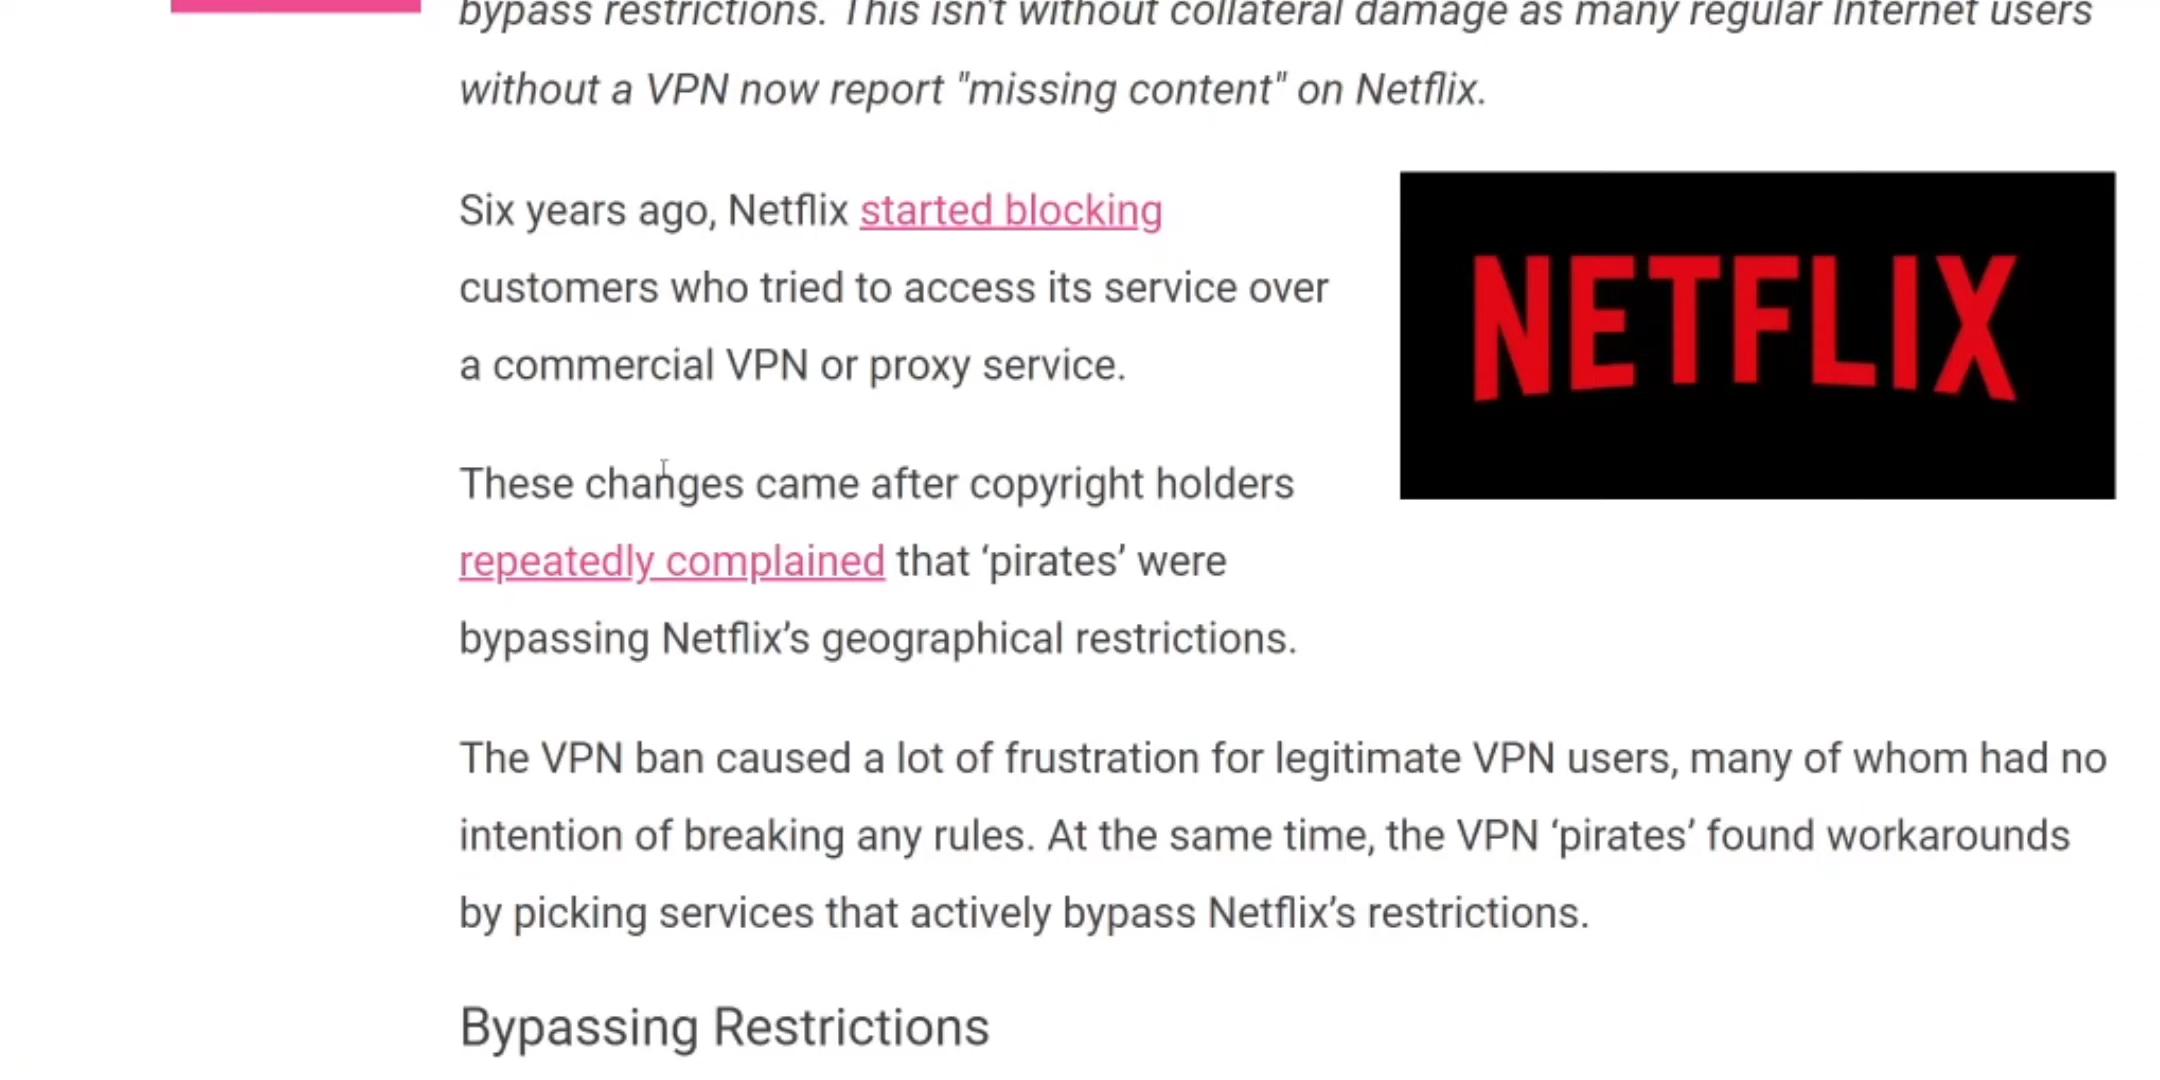 bypass restrictions. This isn't without collateral damage as many regular Internet users
without a VPN now report "missing content" on Netflix.
Six years ago, Netflix started blocking
customers who tried to access its service over
a commercial VPN or proxy service.
NETFLIX
These changes came after copyright holders
repeatedly complained that ‘pirates’ were
bypassing Netflix’s geographical restrictions.
The VPN ban caused a lot of frustration for legitimate VPN users, many of whom had no
intention of breaking any rules. At the same time, the VPN ‘pirates’ found workarounds
by picking services that actively bypass Netflix’s restrictions.
Bypassing Restrictions